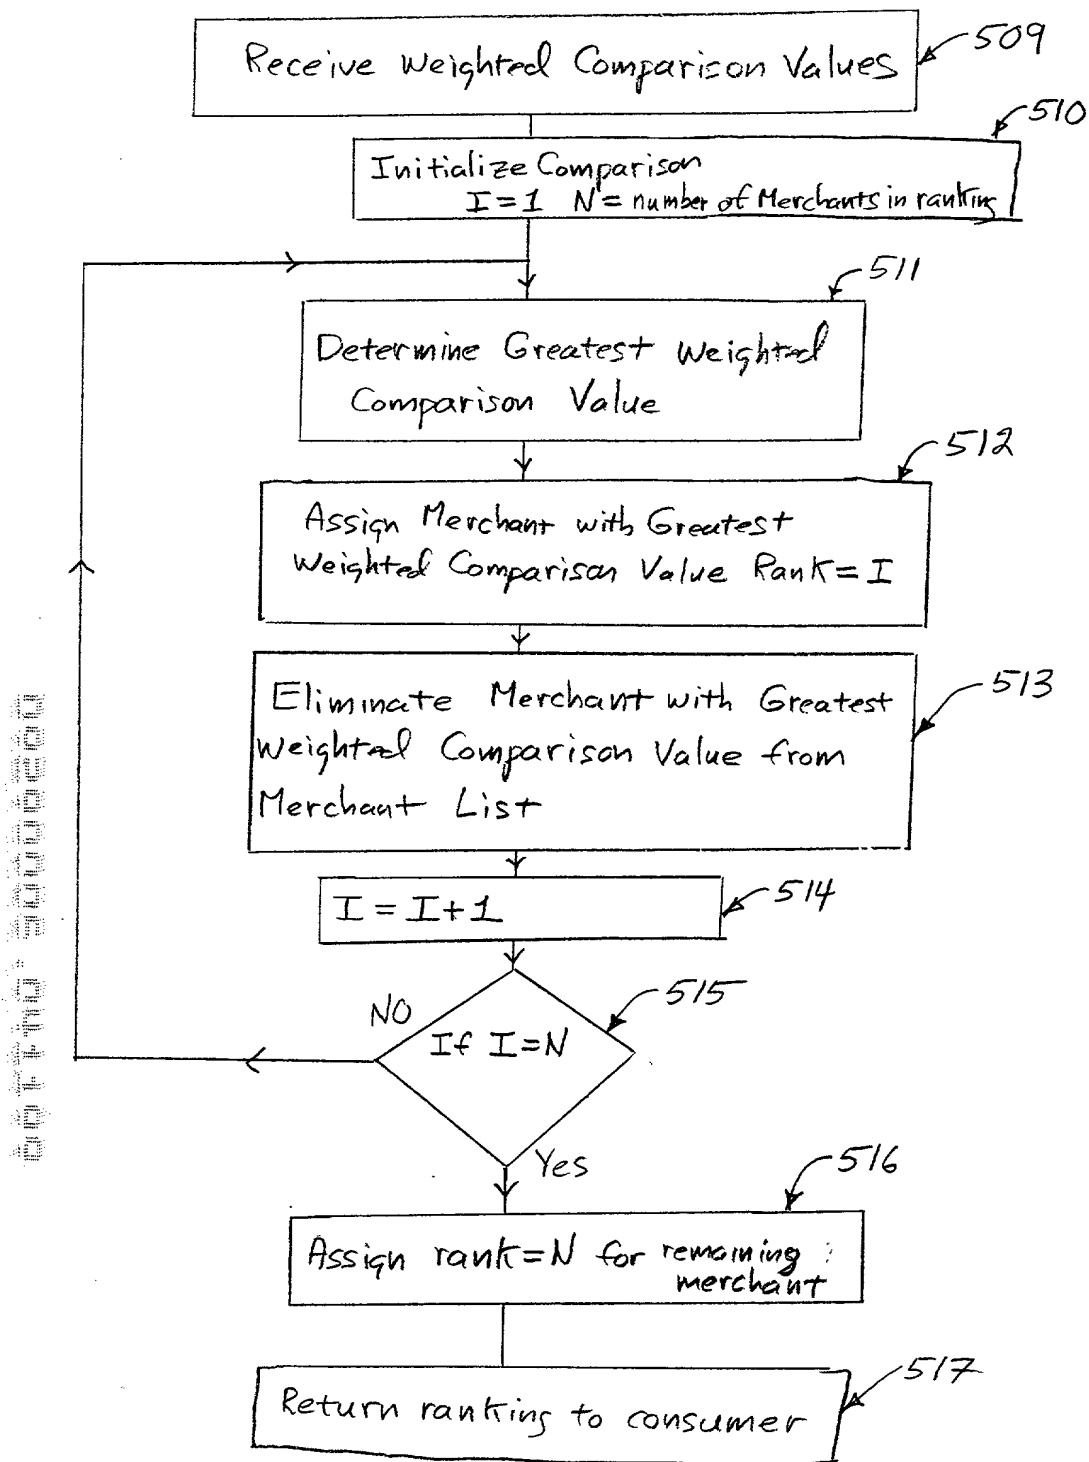 Receive Weighted Comparison Values
509
510
Initialize Comparison
I=1 N= number of Merchants in ranking
511
Determine Greatest Weighted
Comparison Value
512
Assign Merchant with Greatest
Weighted Comparison Value Rank=I
513
Eliminate Merchant with Greatest
Weighted Comparison Value from
Merchant List
514
I = I+1
515
NO
If I=N
Yes
516
Assign rank=N for remaining
merchant
517
Return ranking to consumer